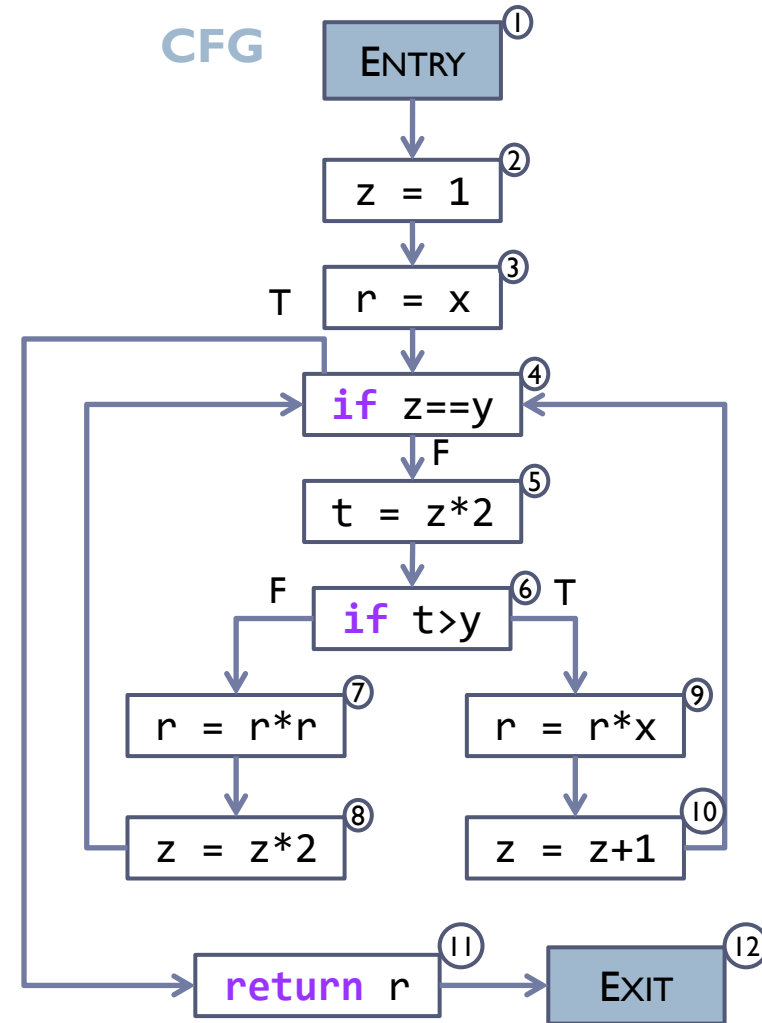 CFG
ENTRY
1
z = 1
2
r = x
3
T
if z==y
4
F
t = z*2
5
if t>y
6
F
T
r = r*r
7
r = r*x
9
z = z*2
8
z = z+1
10
return r
11
EXIT
12